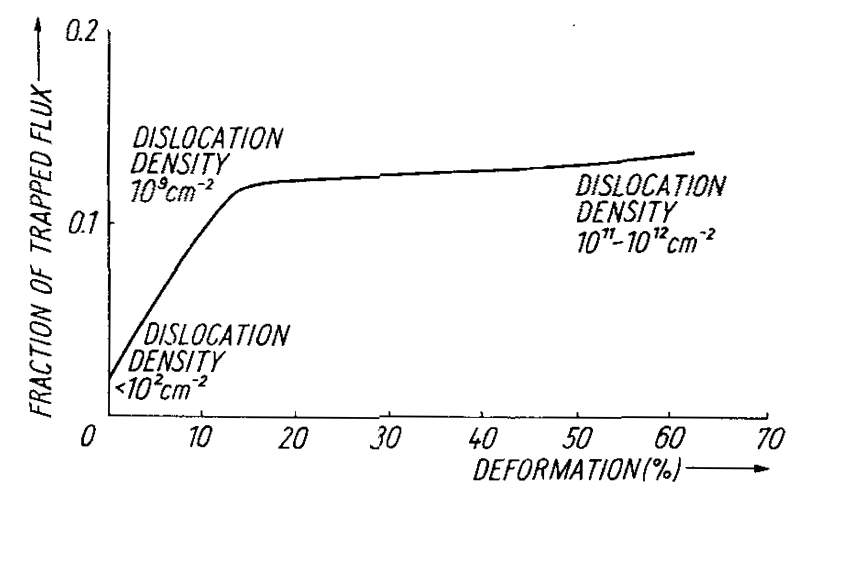 0.2
FRACTION OF TRAPPED FLUX
DISLOCATION
DENSITY
10⁹cm⁻²
0.1
DISLOCATION
DENSITY
10¹¹-10¹²cm⁻²
DISLOCATION
DENSITY
<10²cm⁻²
0 10 20 30 40 50 60 70
DEFORMATION(%)